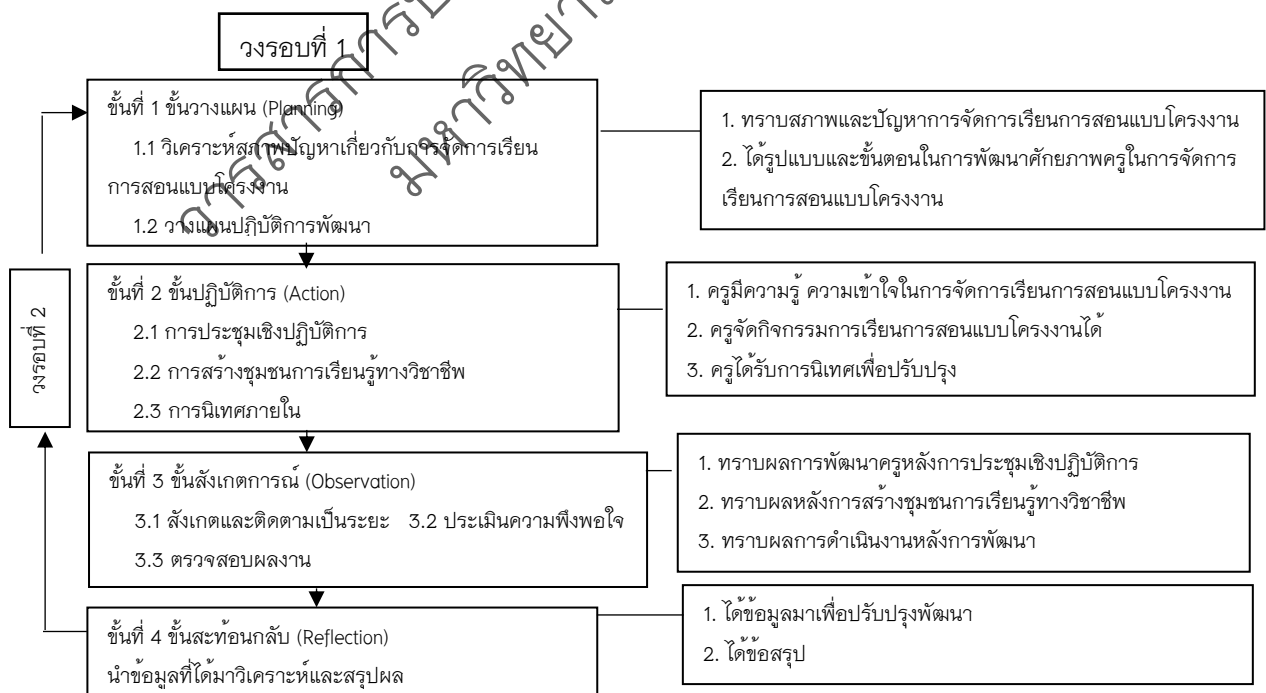 วงรอบที่ 1
ขั้นที่ 1 ขั้นวางแผน (Planning)
1.1 วิเคราะห์สภาพปัญหาเกี่ยวกับการจัดการเรียน
การสอนแบบโครงงาน
1.2 วางแผนปฏิบัติการพัฒนา
1. ทราบสภาพและปัญหาการจัดการเรียนการสอนแบบโครงงาน
2. ได้รูปแบบและขั้นตอนในการพัฒนาศักยภาพครูในการจัดการ
เรียนการสอนแบบโครงงาน
วงรอบที่ 2
ขั้นที่ 2 ขั้นปฏิบัติการ (Action)
2.1 การประชุมเชิงปฏิบัติการ
2.2 การสร้างชุมชนการเรียนรู้ทางวิชาชีพ
2.3 การนิเทศภายใน
1. ครูมีความรู้ ความเข้าใจในการจัดการเรียนการสอนแบบโครงงาน
2. ครูจัดกิจกรรมการเรียนการสอนแบบโครงงานได้
3. ครูได้รับการนิเทศเพื่อปรับปรุง
ขั้นที่ 3 ขั้นสังเกตการณ์ (Observation)
3.1 สังเกตและติดตามเป็นระยะ 3.2 ประเมินความพึงพอใจ
3.3 ตรวจสอบผลงาน
1. ทราบผลการพัฒนาครูหลังการประชุมเชิงปฏิบัติการ
2. ทราบผลหลังการสร้างชุมชนการเรียนรู้ทางวิชาชีพ
3. ทราบผลการดำเนินงานหลังการพัฒนา
ขั้นที่ 4 ขั้นสะท้อนกลับ (Reflection)
นำข้อมูลที่ได้มาวิเคราะห์และสรุปผล
1. ได้ข้อมูลมาเพื่อปรับปรุงพัฒนา
2. ได้ข้อสรุป